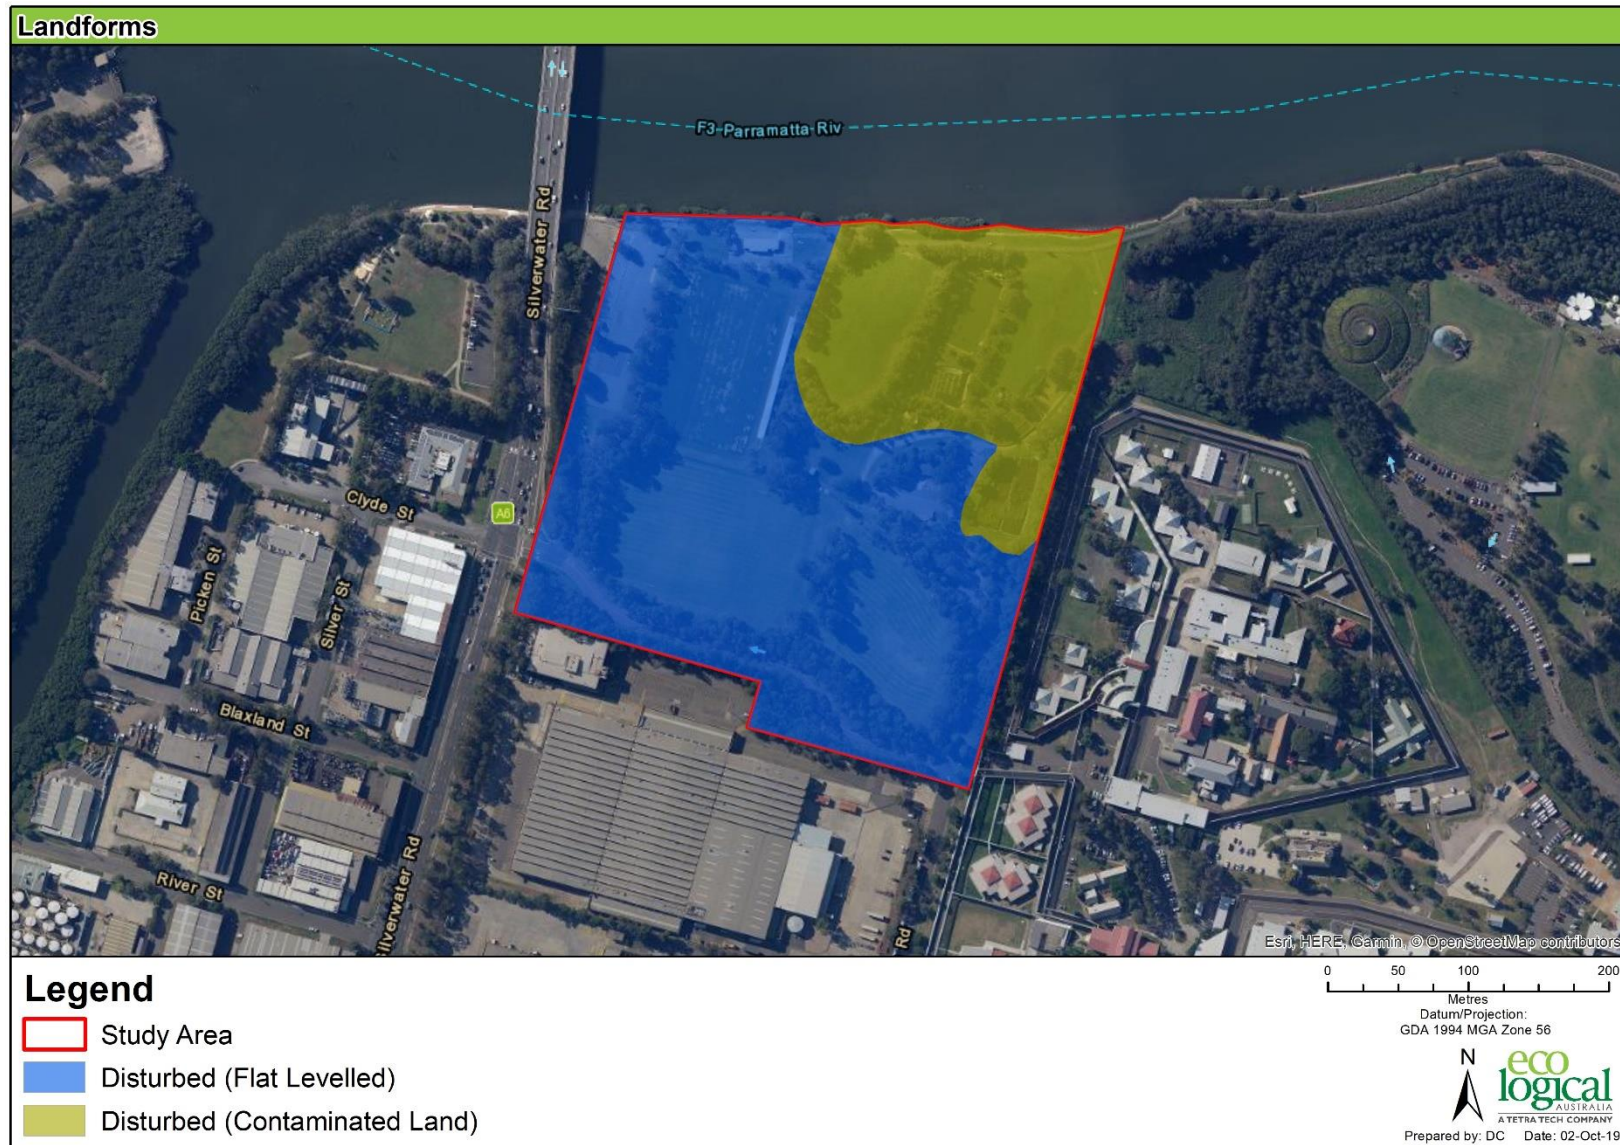 Landforms
F3-Parramatta-Riv
Silverwater Rd
Clyde St
A6
Picken St
Silver St
Blaxland St
River St
Silverwater Rd
Rd
Esri, HERE, Garmin, © OpenStreetMap contributors
Legend
Study Area
Disturbed (Flat Levelled)
Disturbed (Contaminated Land)
0 50 100 200
Metres
Datum/Projection:
GDA 1994 MGA Zone 56
N
eco
logical
AUSTRALIA
A TETRA TECH COMPANY
Prepared by: DC Date: 02-Oct-19